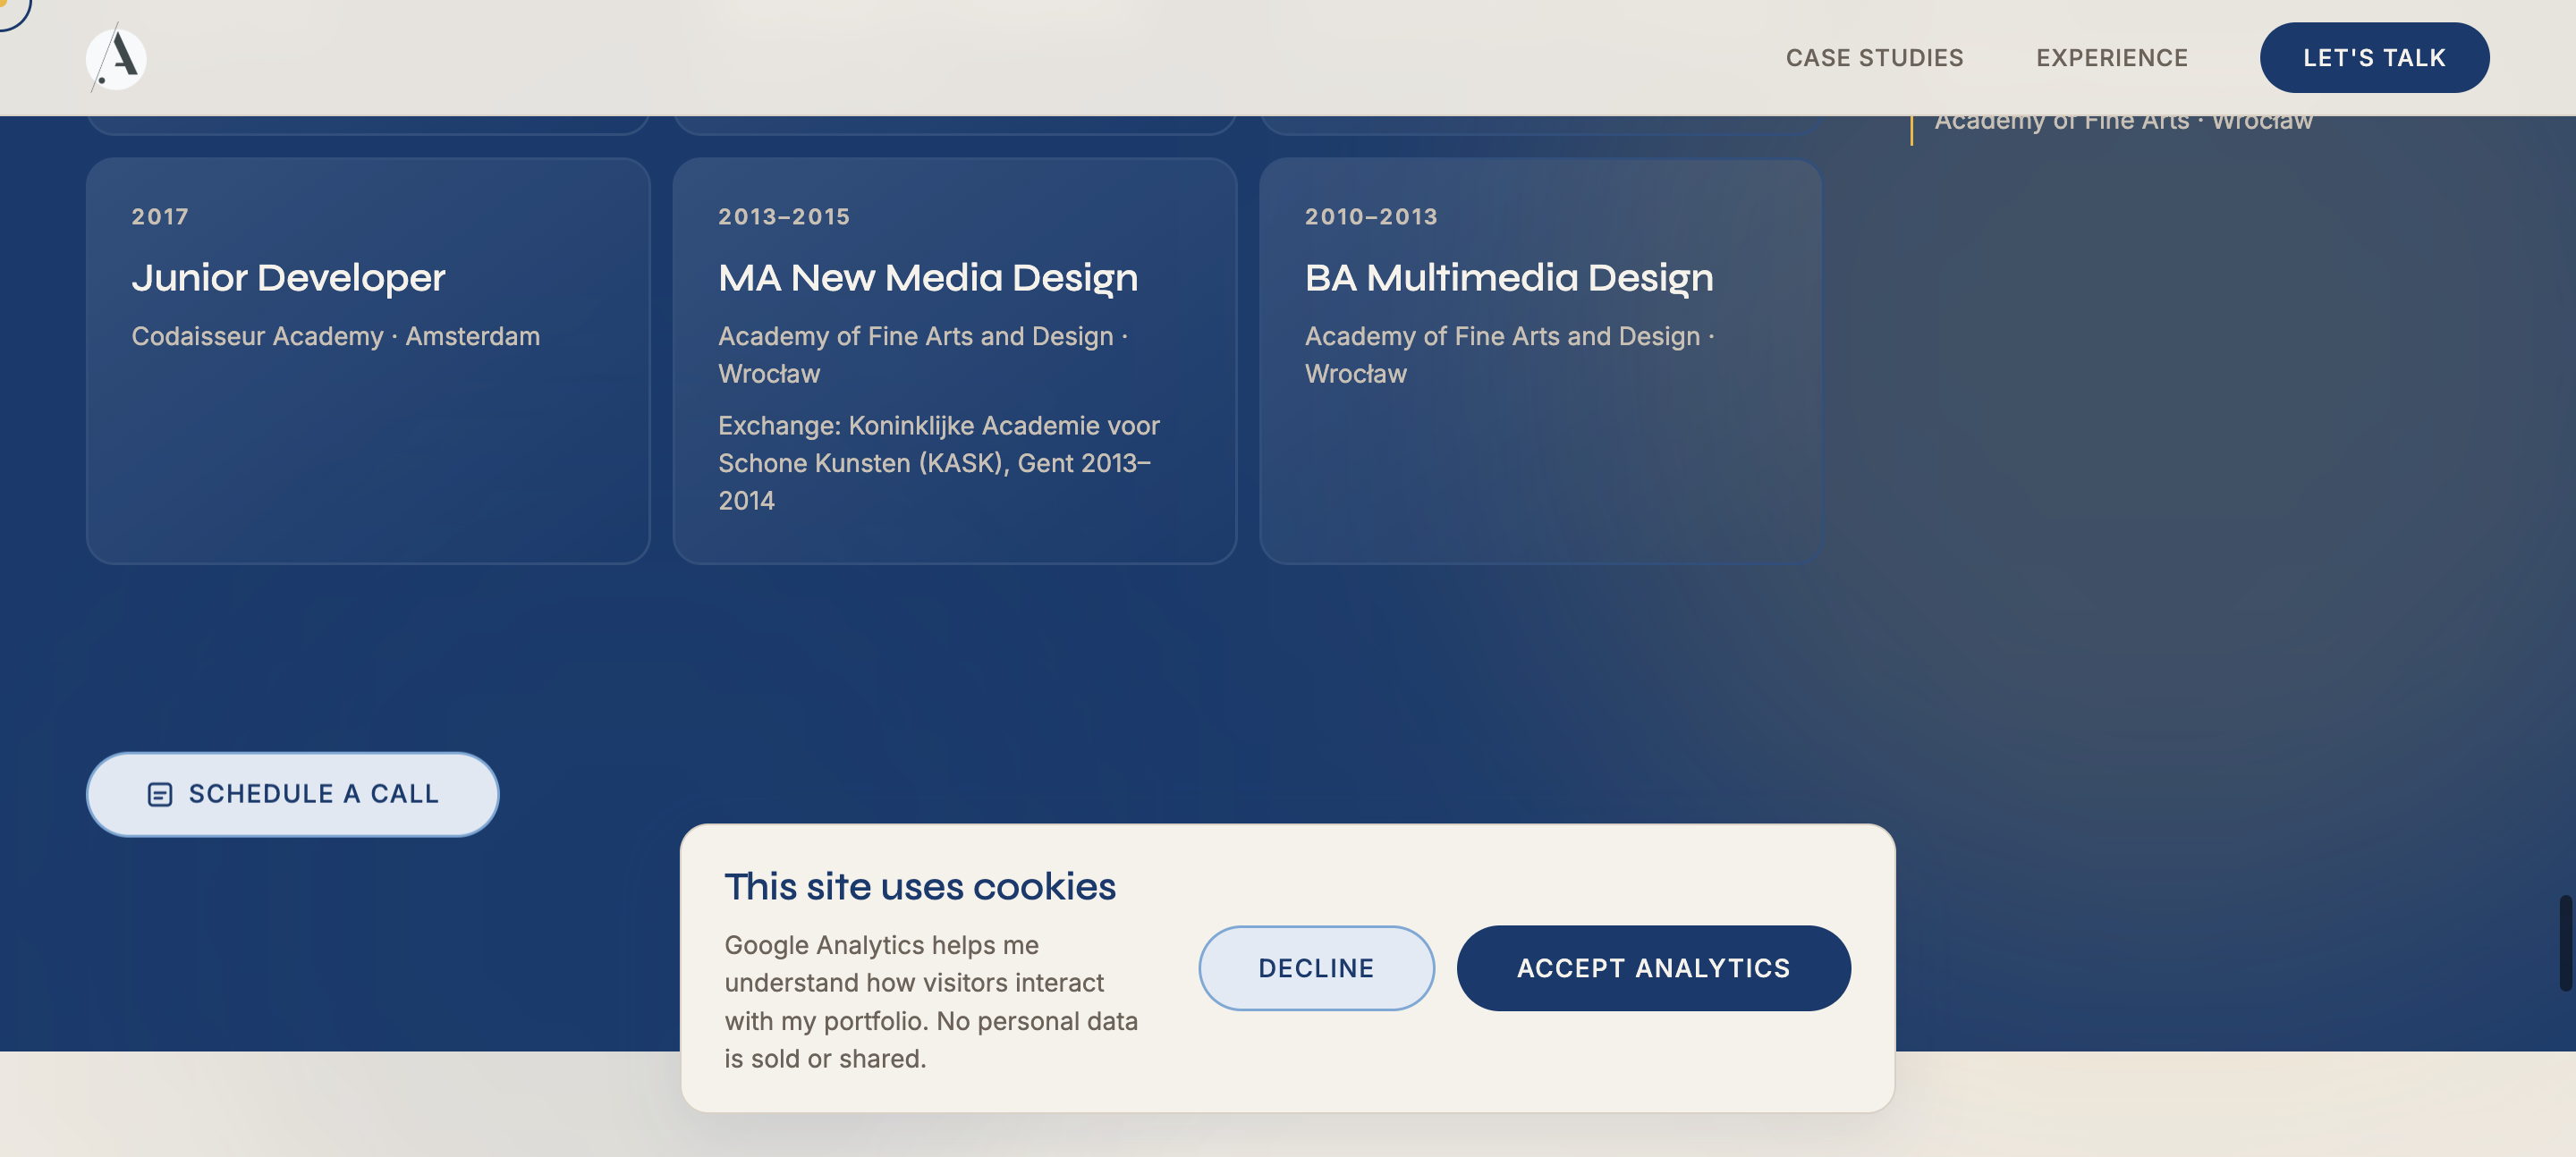 A
CASE STUDIES
EXPERIENCE
LET'S TALK
Academy of Fine Arts · Wrocław
2017
Junior Developer
Codaisseur Academy · Amsterdam
2013–2015
MA New Media Design
Academy of Fine Arts and Design ·
Wrocław
Exchange: Koninklijke Academie voor
Schone Kunsten (KASK), Gent 2013–
2014
2010–2013
BA Multimedia Design
Academy of Fine Arts and Design ·
Wrocław
SCHEDULE A CALL
This site uses cookies
Google Analytics helps me
understand how visitors interact
with my portfolio. No personal data
is sold or shared.
DECLINE
ACCEPT ANALYTICS